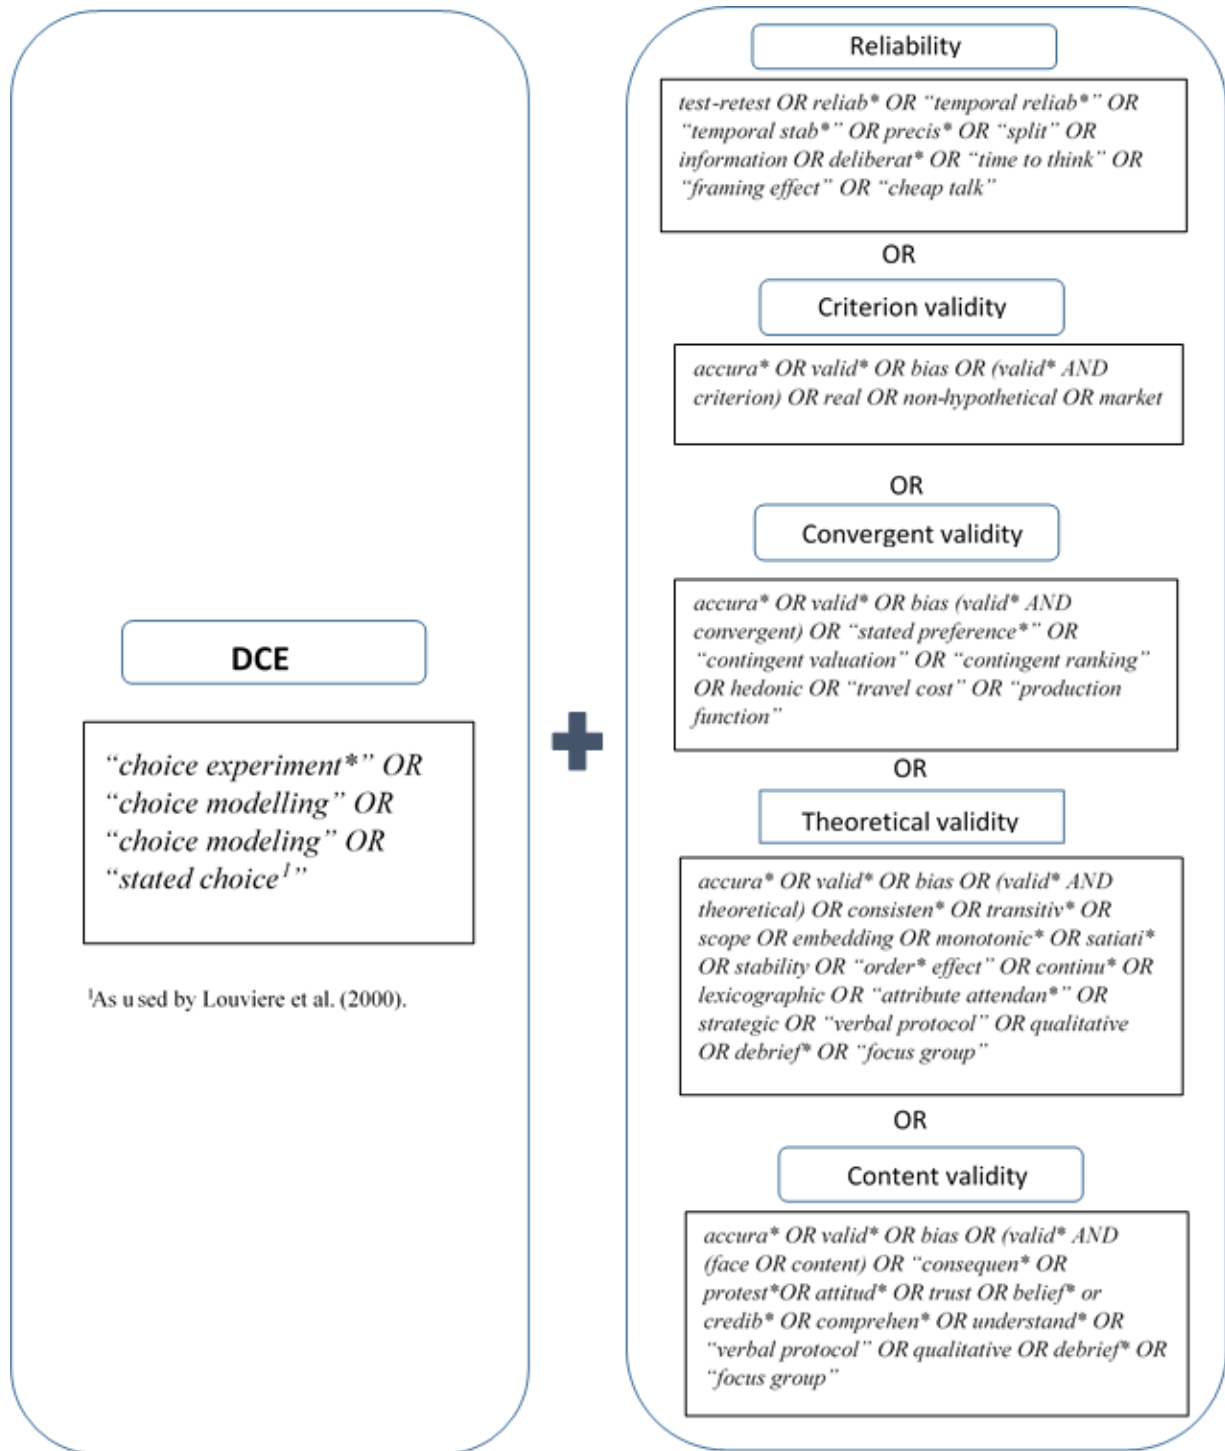 DCE
“choice experiment*” OR
“choice modelling” OR
“choice modeling” OR
“stated choice¹”
¹As used by Louviere et al. (2000).
Reliability
test-retest OR reliab* OR “temporal reliab*” OR
“temporal stab*” OR precis* OR “split” OR
information OR deliberat* OR “time to think” OR
“framing effect” OR “cheap talk”
OR
Criterion validity
accura* OR valid* OR bias OR (valid* AND
criterion) OR real OR non-hypothetical OR market
OR
Convergent validity
accura* OR valid* OR bias (valid* AND
convergent) OR “stated preference*” OR
“contingent valuation” OR “contingent ranking”
OR hedonic OR “travel cost” OR “production
function”
OR
Theoretical validity
accura* OR valid* OR bias OR (valid* AND
theoretical) OR consisten* OR transitiv* OR
scope OR embedding OR monotonic* OR satiati*
OR stability OR “order* effect” OR continu* OR
lexicographic OR “attribute attendan*” OR
strategic OR “verbal protocol” OR qualitative
OR debrief* OR “focus group”
OR
Content validity
accura* OR valid* OR bias OR (valid* AND
(face OR content) OR “consequen* OR
protest*OR attitud* OR trust OR belief* or
credib* OR comprehen* OR understand* OR
“verbal protocol” OR qualitative OR debrief* OR
“focus group”